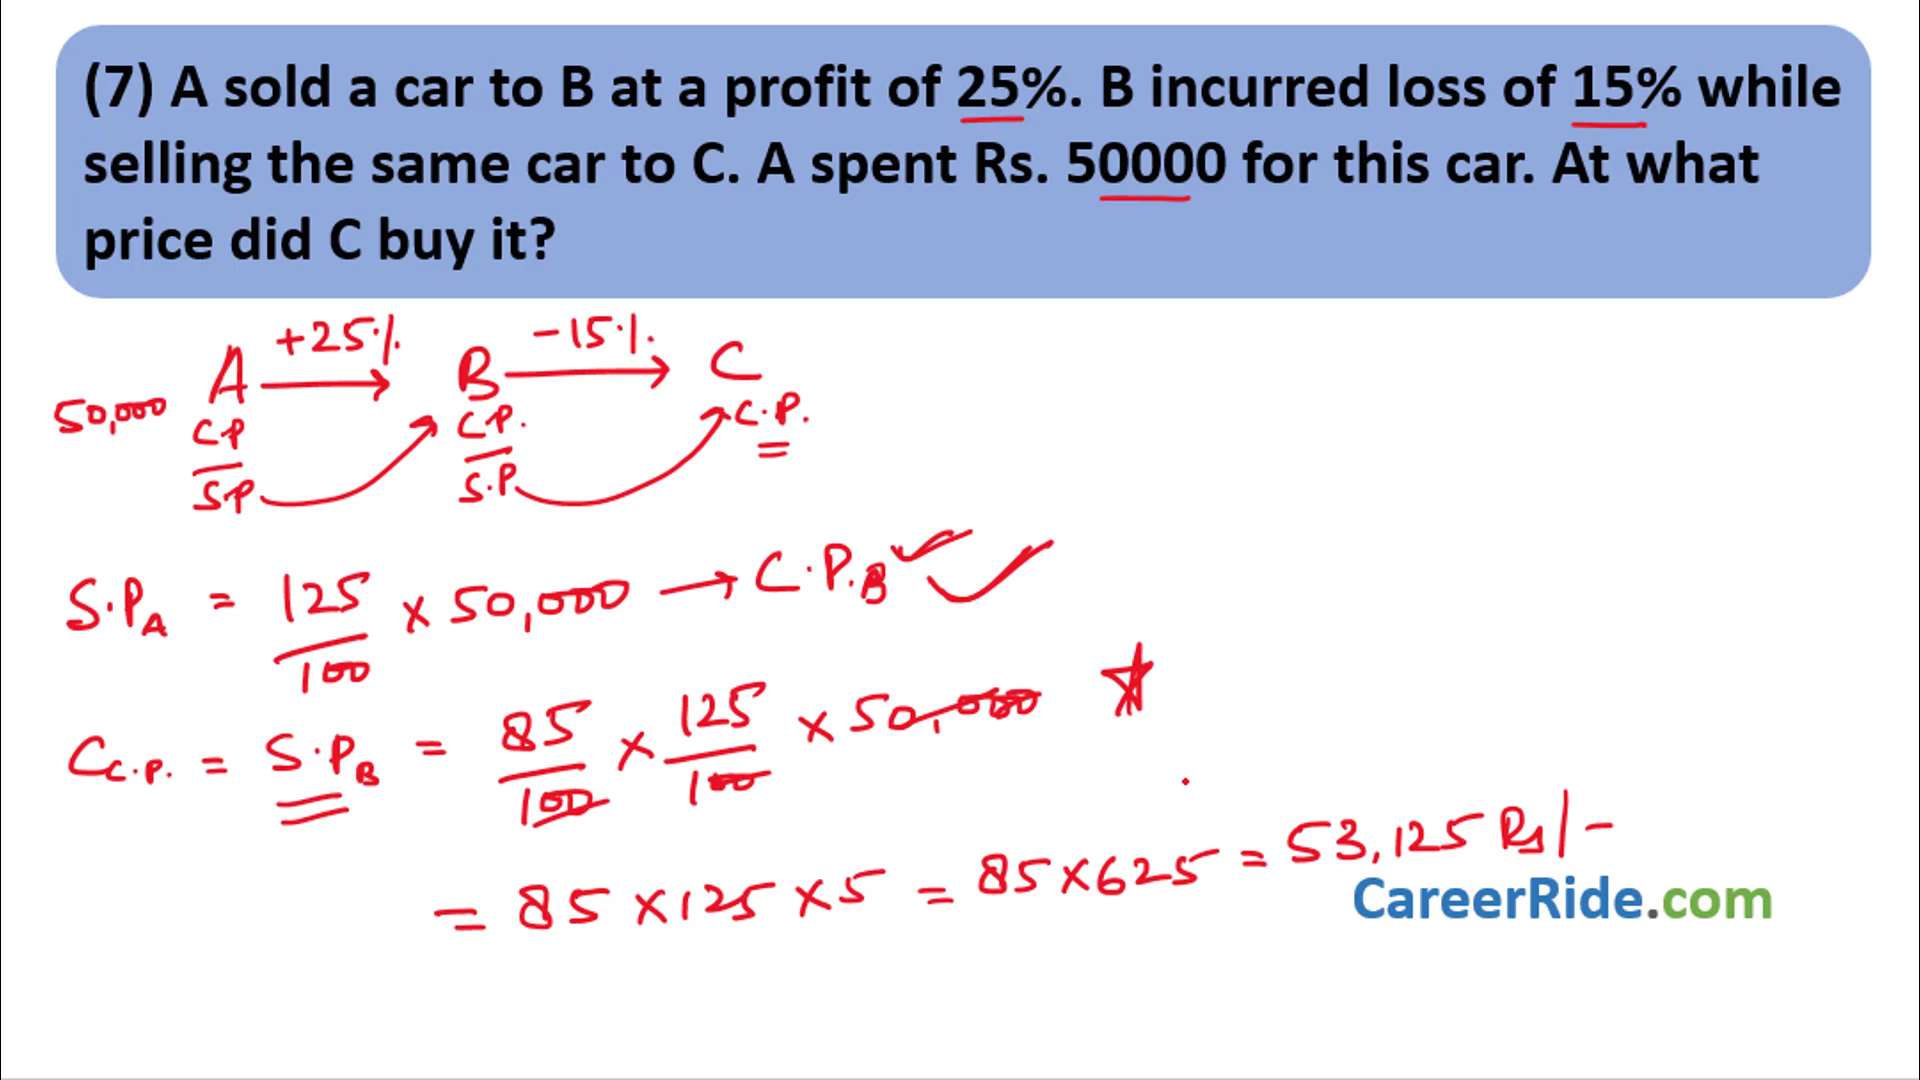 (7) A sold a car to B at a profit of 25%. B incurred loss of 15% while
selling the same car to C. A spent Rs. 50000 for this car. At what
price did C buy it?
A +25% B -15% C
50,000 CP C.P. C.P.
SP S.P
S.P_A = 125/100 × 50,000 → C.P._B
C_C.P. = S.P_B = 85/100 × 125/100 × 50,000
= 85 × 125 × 5 = 85 × 625 = 53,125 Rs/-
CareerRide.com